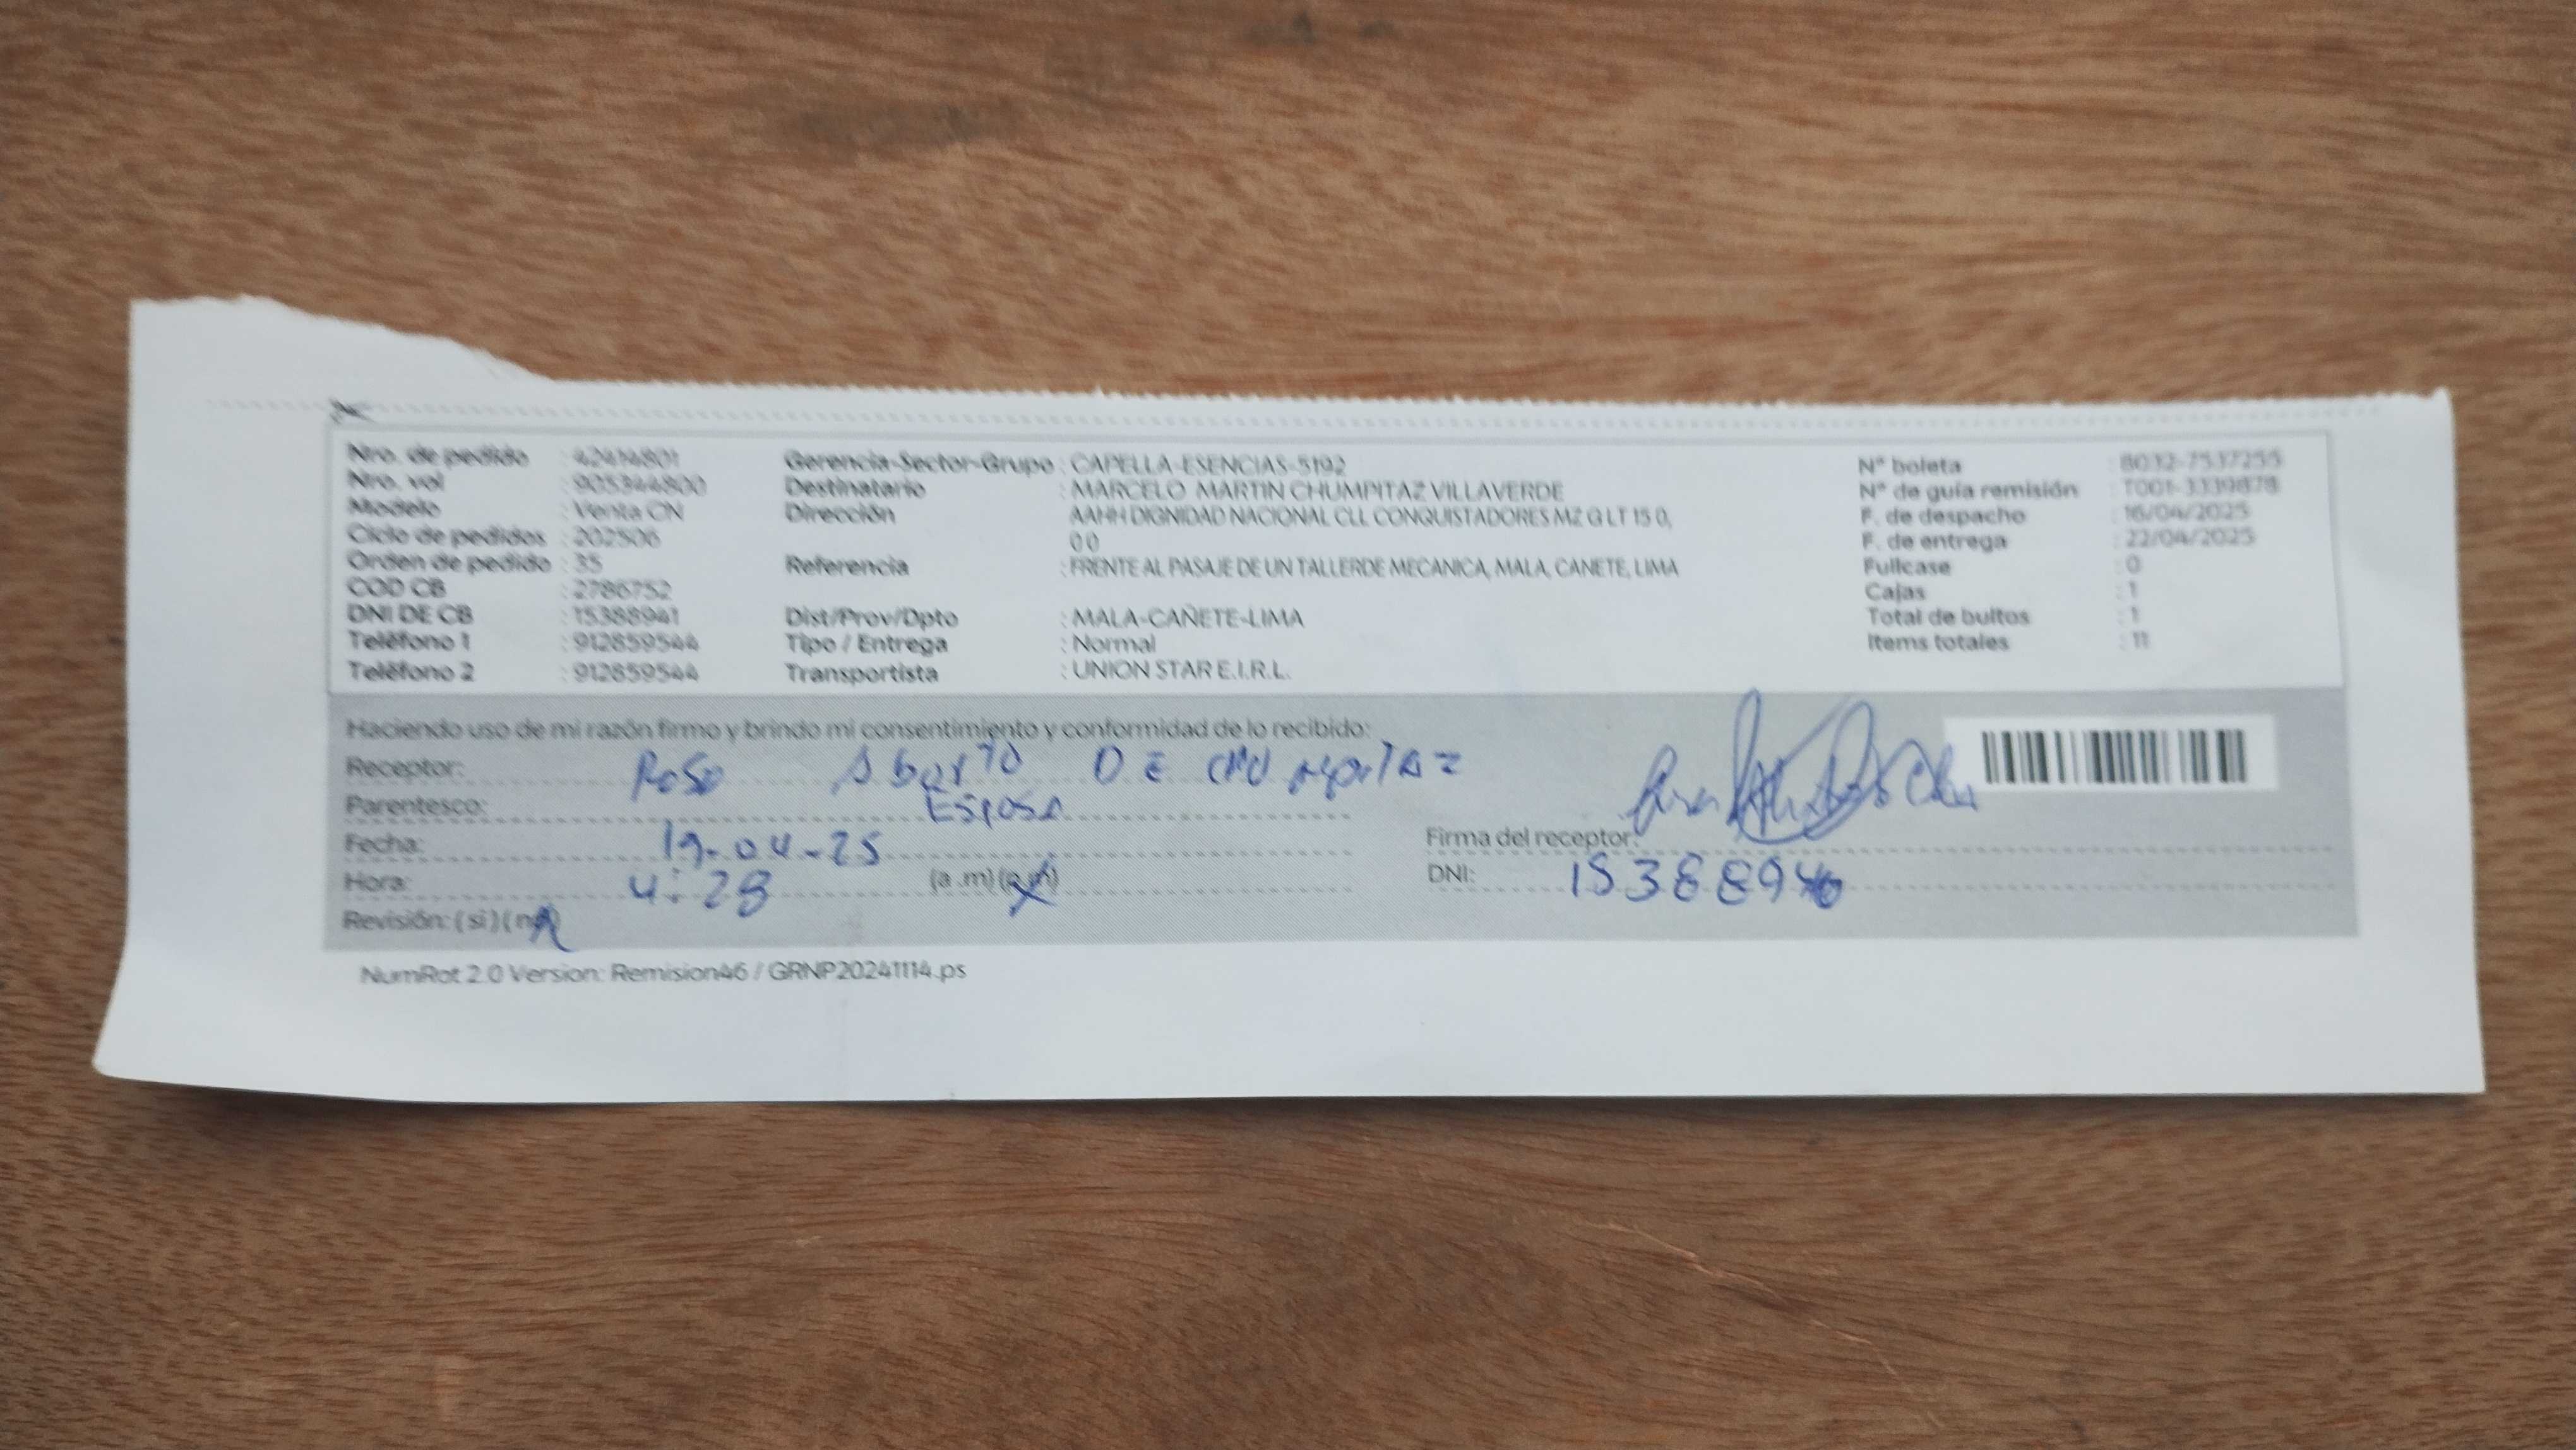 Nro. de pedido : 42414801
Nro. vol : 905344800
Modelo : Venta CN
Ciclo de pedidos : 202506
Orden de pedido : 35
COD CB : 2786752
DNI DE CB : 15388941
Teléfono 1 : 912859544
Teléfono 2 : 912859544
Gerencia-Sector-Grupo : CAPELLA-ESENCIAS-5192
Destinatario : MARCELO MARTIN CHUMPITAZ VILLAVERDE
Dirección AAHH DIGNIDAD NACIONAL CLL CONQUISTADORES MZ G LT 15 0,
0 0
Referencia : FRENTE AL PASAJE DE UN TALLERDE MECANICA, MALA, CANETE, LIMA
Dist/Prov/Dpto : MALA-CAÑETE-LIMA
Tipo / Entrega : Normal
Transportista : UNION STAR E.I.R.L.
N° boleta : B032-7537255
N° de guía remisión : T001-3339878
F. de despacho : 16/04/2025
F. de entrega : 22/04/2025
Fullcase : 0
Cajas : 1
Total de bultos : 1
Items totales : 11
Haciendo uso de mi razón firmo y brindo mi consentimiento y conformidad de lo recibido:
Receptor: Rosa Aburto DE
Parentesco: Esposa
Fecha: 19-04-25
Hora: 4:28 (a .m) (p.m)
Revisión: ( si ) ( no )
Firma del receptor:
DNI: 15388940
NumRot 2.0 Version: Remision46 / GRNP20241114.ps